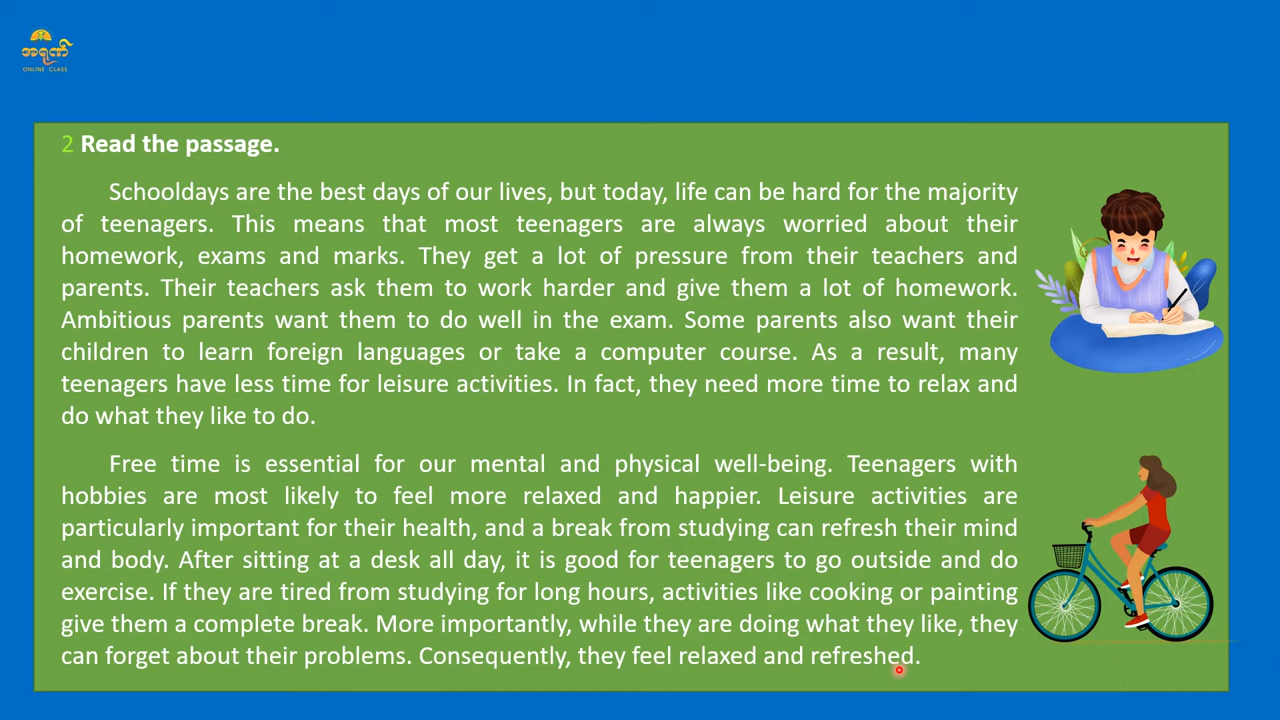 အရုဏ်
ONLINE CLASS
2 Read the passage.
Schooldays are the best days of our lives, but today, life can be hard for the majority
of teenagers. This means that most teenagers are always worried about their
homework, exams and marks. They get a lot of pressure from their teachers and
parents. Their teachers ask them to work harder and give them a lot of homework.
Ambitious parents want them to do well in the exam. Some parents also want their
children to learn foreign languages or take a computer course. As a result, many
teenagers have less time for leisure activities. In fact, they need more time to relax and
do what they like to do.
Free time is essential for our mental and physical well-being. Teenagers with
hobbies are most likely to feel more relaxed and happier. Leisure activities are
particularly important for their health, and a break from studying can refresh their mind
and body. After sitting at a desk all day, it is good for teenagers to go outside and do
exercise. If they are tired from studying for long hours, activities like cooking or painting
give them a complete break. More importantly, while they are doing what they like, they
can forget about their problems. Consequently, they feel relaxed and refreshed.